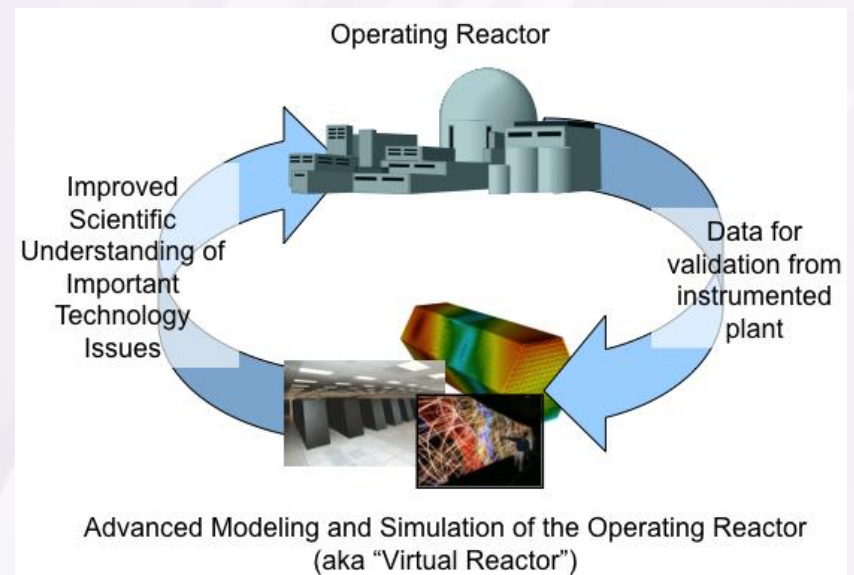 Operating Reactor
Improved
Scientific
Understanding of
Important
Technology
Issues
Data for
validation from
instrumented
plant
Advanced Modeling and Simulation of the Operating Reactor
(aka “Virtual Reactor”)